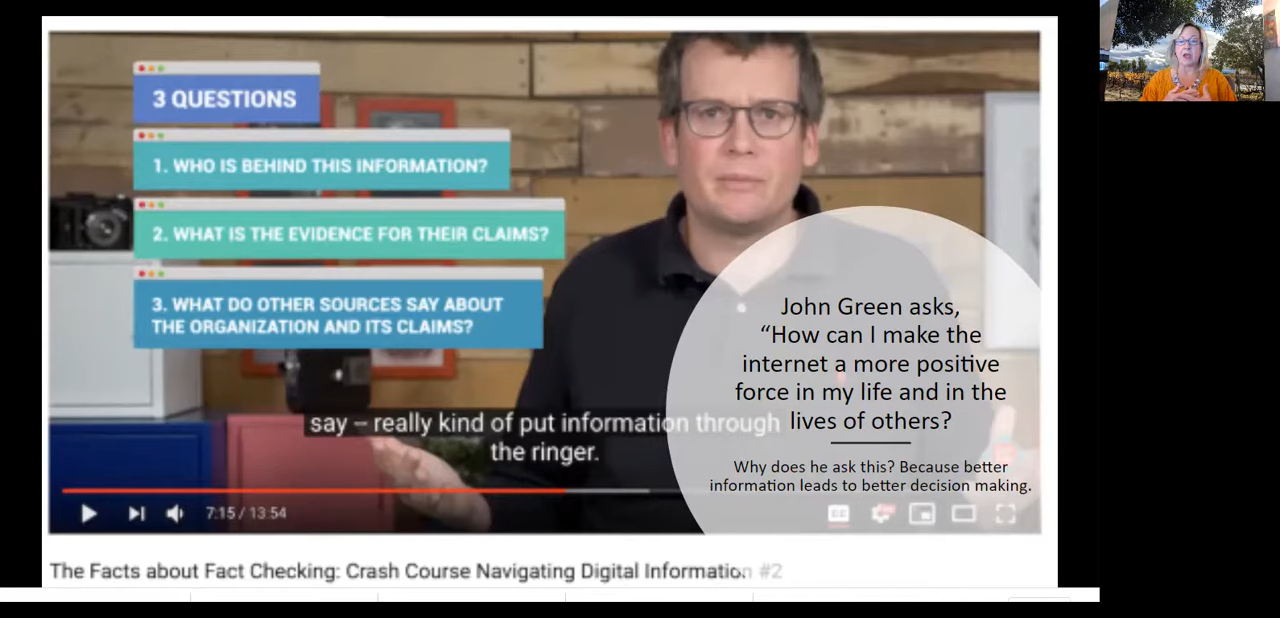 3 QUESTIONS
1. WHO IS BEHIND THIS INFORMATION?
2. WHAT IS THE EVIDENCE FOR THEIR CLAIMS?
3. WHAT DO OTHER SOURCES SAY ABOUT
THE ORGANIZATION AND ITS CLAIMS?
John Green asks,
“How can I make the
internet a more positive
force in my life and in the
lives of others?
Why does he ask this? Because better
information leads to better decision making.
say – really kind of put information through
the ringer.
7:15 / 13:54
CC
The Facts about Fact Checking: Crash Course Navigating Digital Information #2